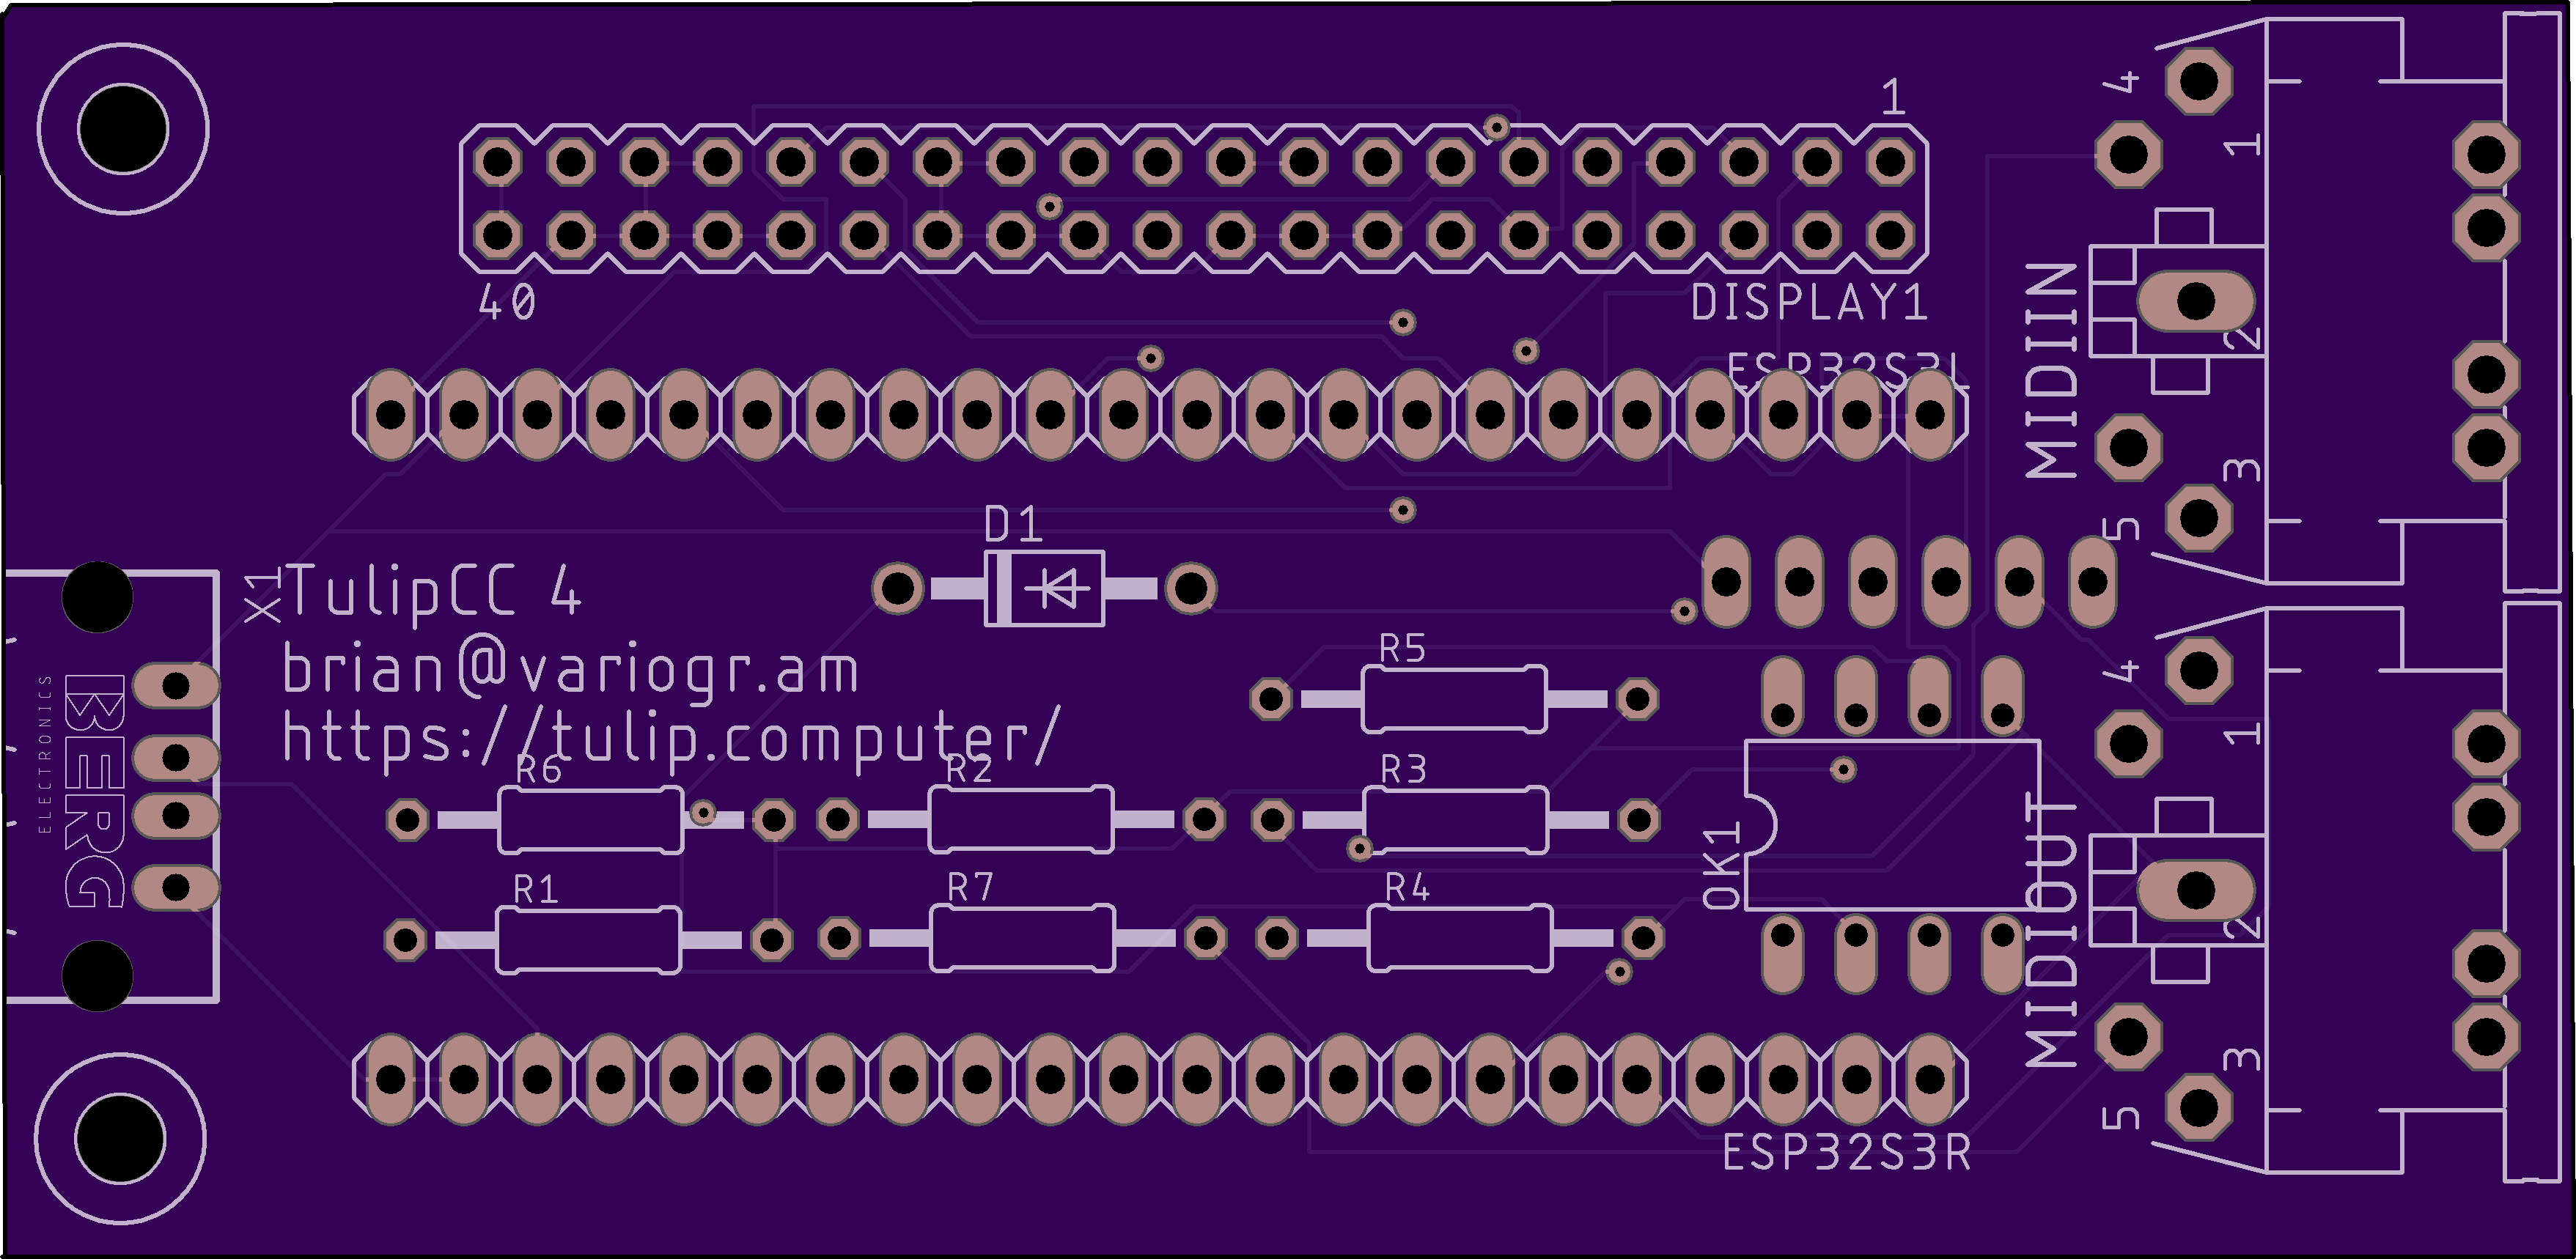 1
4
1
40
DISPLAY1
2
MIDIIN
ESP32S3L
3
5
D1
X1
TulipCC 4
brian@variogr.am
https://tulip.computer/
BERG
ELECTRONICS
R5
4
1
R6
R2
R3
OK1
MIDIOUT
2
R1
R7
R4
3
5
ESP32S3R